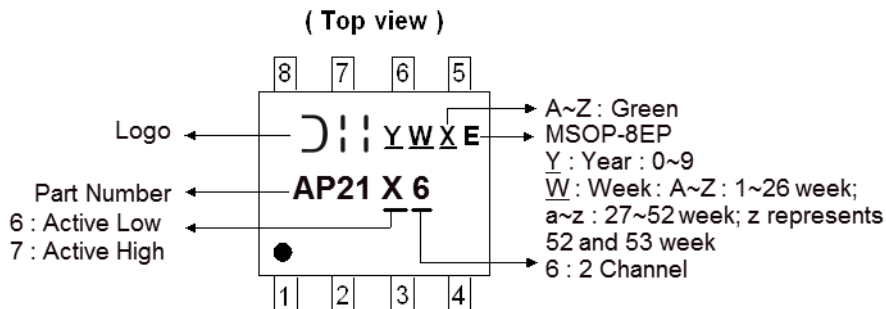 ( Top view )
8 7 6 5
Logo
Y W X E
A~Z : Green
MSOP-8EP
Y : Year : 0~9
W : Week : A~Z : 1~26 week;
a~z : 27~52 week; z represents
52 and 53 week
6 : 2 Channel
Part Number
AP21 X 6
6 : Active Low
7 : Active High
1 2 3 4